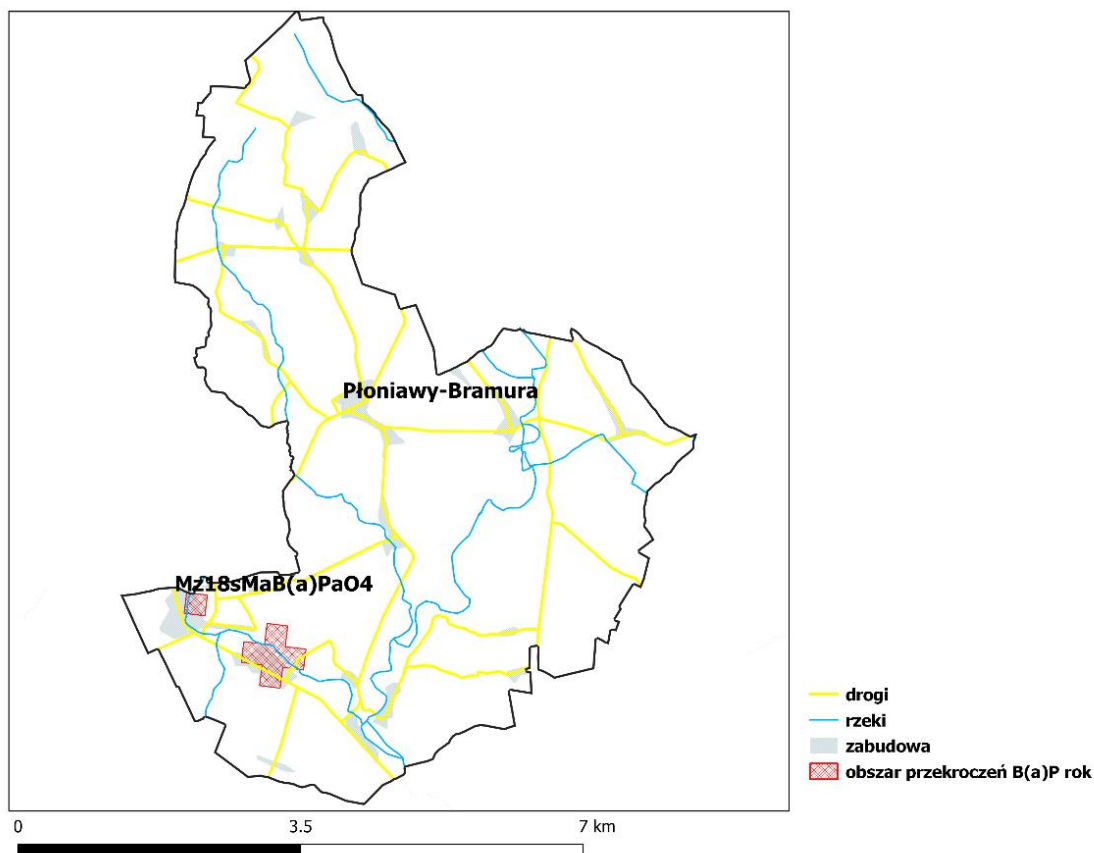 Płoniawy-Bramura
Mz18sMaB(a)PaO4
drogi
rzeki
zabudowa
obszar przekroczeń B(a)P rok
0 3.5 7 km